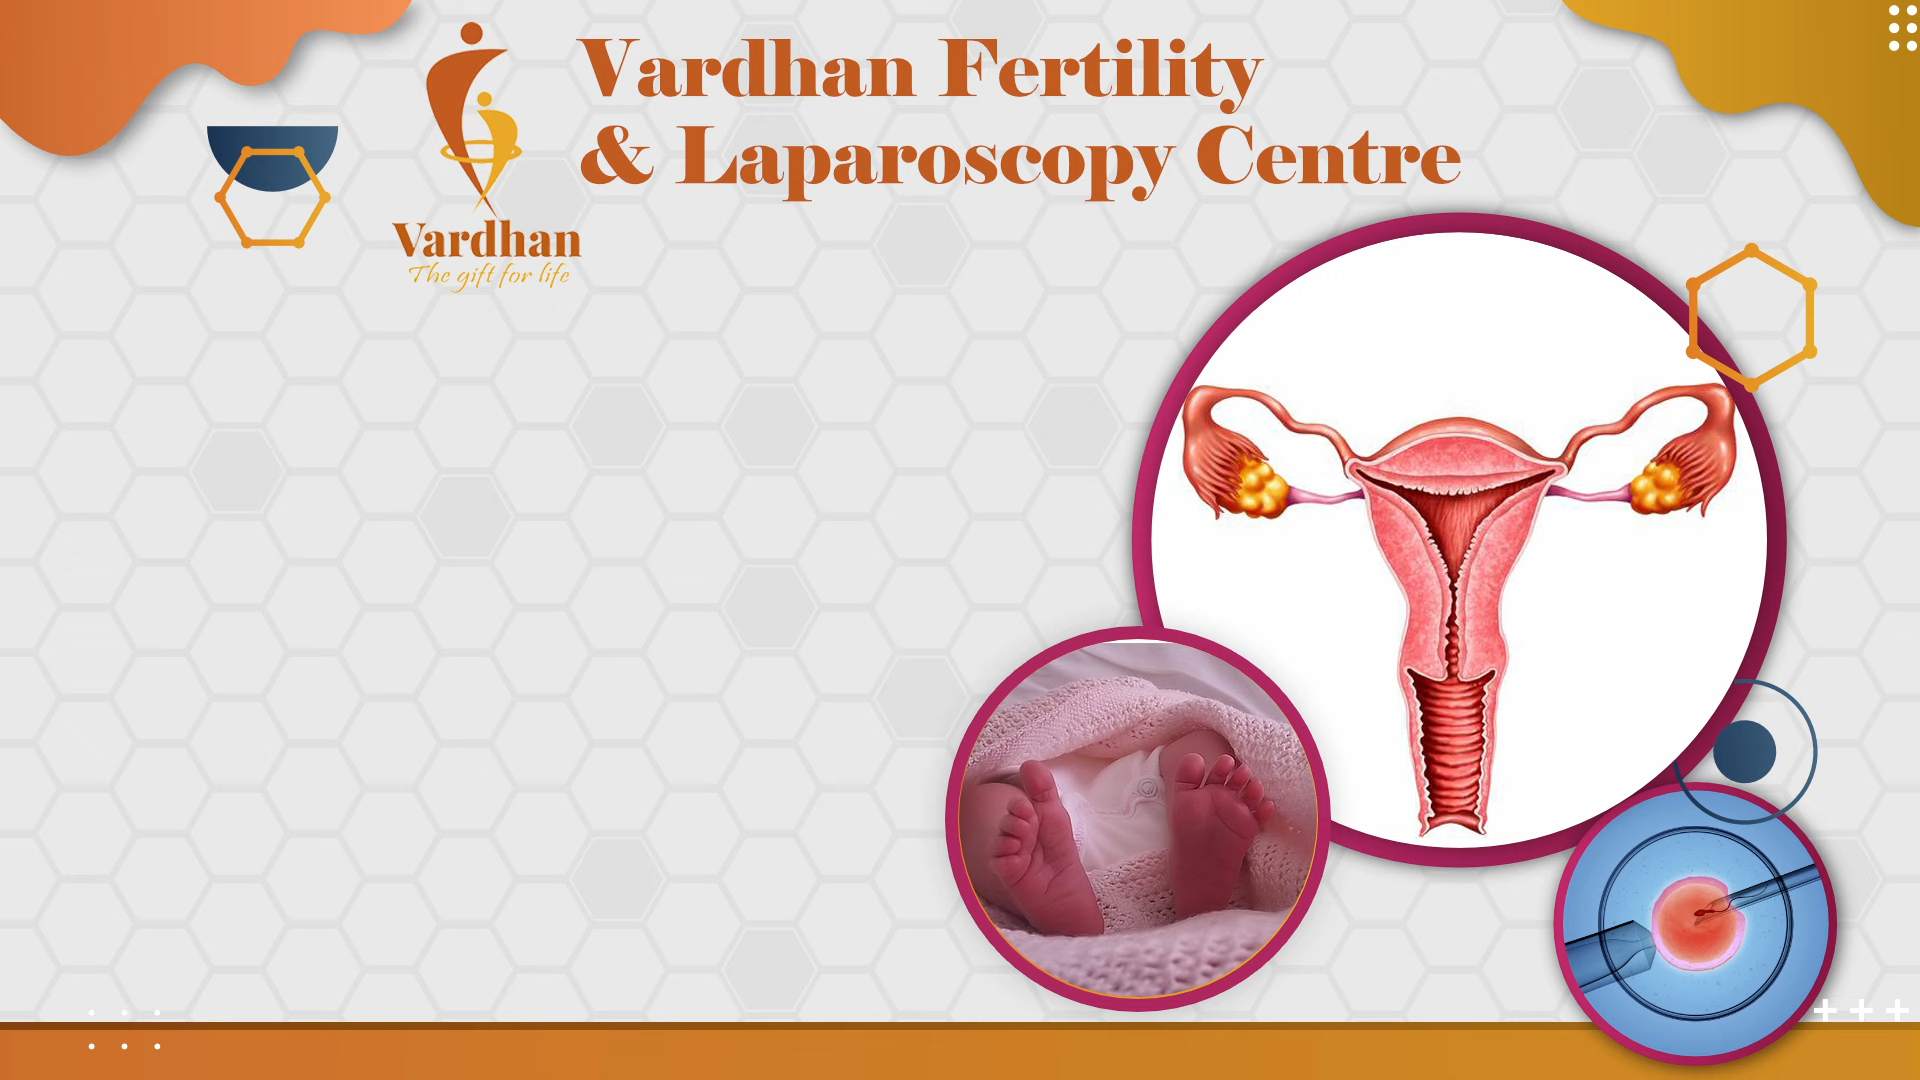 Vardhan Fertility
& Laparoscopy Centre
Vardhan
The gift for life